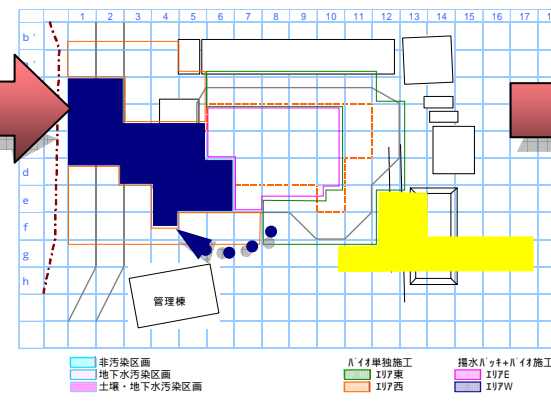 1 2 3 4 5 6 7 8 9 10 11 12 13 14 15 16 17
b'
d
e
f
g
h
管理棟
非汚染区画
地下水汚染区画
土壌・地下水汚染区画
ﾊﾞｲｵ単独施工
ｴﾘｱ東
ｴﾘｱ西
揚水ﾊﾞｯｷ+ﾊﾞｲｵ施工
ｴﾘｱE
ｴﾘｱW